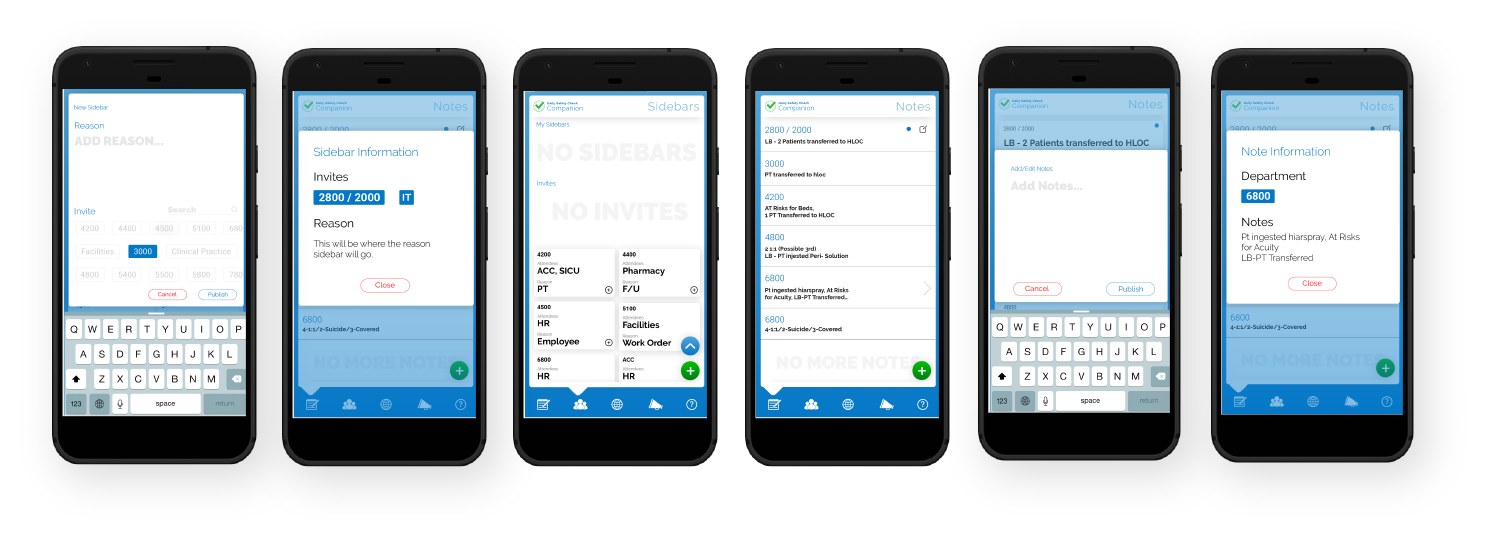 New Sidebar
Reason
ADD REASON...
Invite
Search
4200 4400 4500 5100 680
Facilities 3000 Clinical Practice
4800 5400 5500 5800 780
Cancel Publish
Q W E R T Y U I O P
A S D F G H J K L
Z X C V B N M
123 space return
Daily Safety Check
Companion
Notes
2800 / 2000
Sidebar Information
Invites
2800 / 2000 IT
Reason
This will be where the reason
sidebar will go.
Close
6800
4-1:1/2-Suicide/3-Covered
NO MORE NOTES
+
?
Daily Safety Check
Companion
Sidebars
My Sidebars
NO SIDEBARS
Invites
NO INVITES
4200
Attendees
ACC, SICU
Reason
PT
4400
Attendees
Pharmacy
Reason
F/U
4500
Attendees
HR
Reason
Employee
5100
Attendees
Facilities
Reason
Work Order
6800
Attendees
HR
ACC
Attendees
HR
+
?
Daily Safety Check
Companion
Notes
2800 / 2000
LB - 2 Patients transferred to HLOC
3000
PT transferred to hloc
4200
AT Risks for Beds,
1 PT Transferred to HLOC
4800
2 1:1 (Possible 3rd)
LB - PT injested Peri- Solution
6800
Pt ingested hiarspray, At Risks
for Acuity, LB-PT Transferred...
6800
4-1:1/2-Suicide/3-Covered
NO MORE NOTES
+
?
Daily Safety Check
Companion
Notes
2800 / 2000
LB - 2 Patients transferred to HLOC
Add/Edit Notes
Add Notes...
Cancel Publish
4800
Q W E R T Y U I O P
A S D F G H J K L
Z X C V B N M
123 space return
Daily Safety Check
Companion
Notes
2800 / 2000
Note Information
Department
6800
Notes
Pt ingested hiarspray, At Risks
for Acuity
LB-PT Transferred
Close
6800
4-1:1/2-Suicide/3-Covered
NO MORE NOTES
+
?